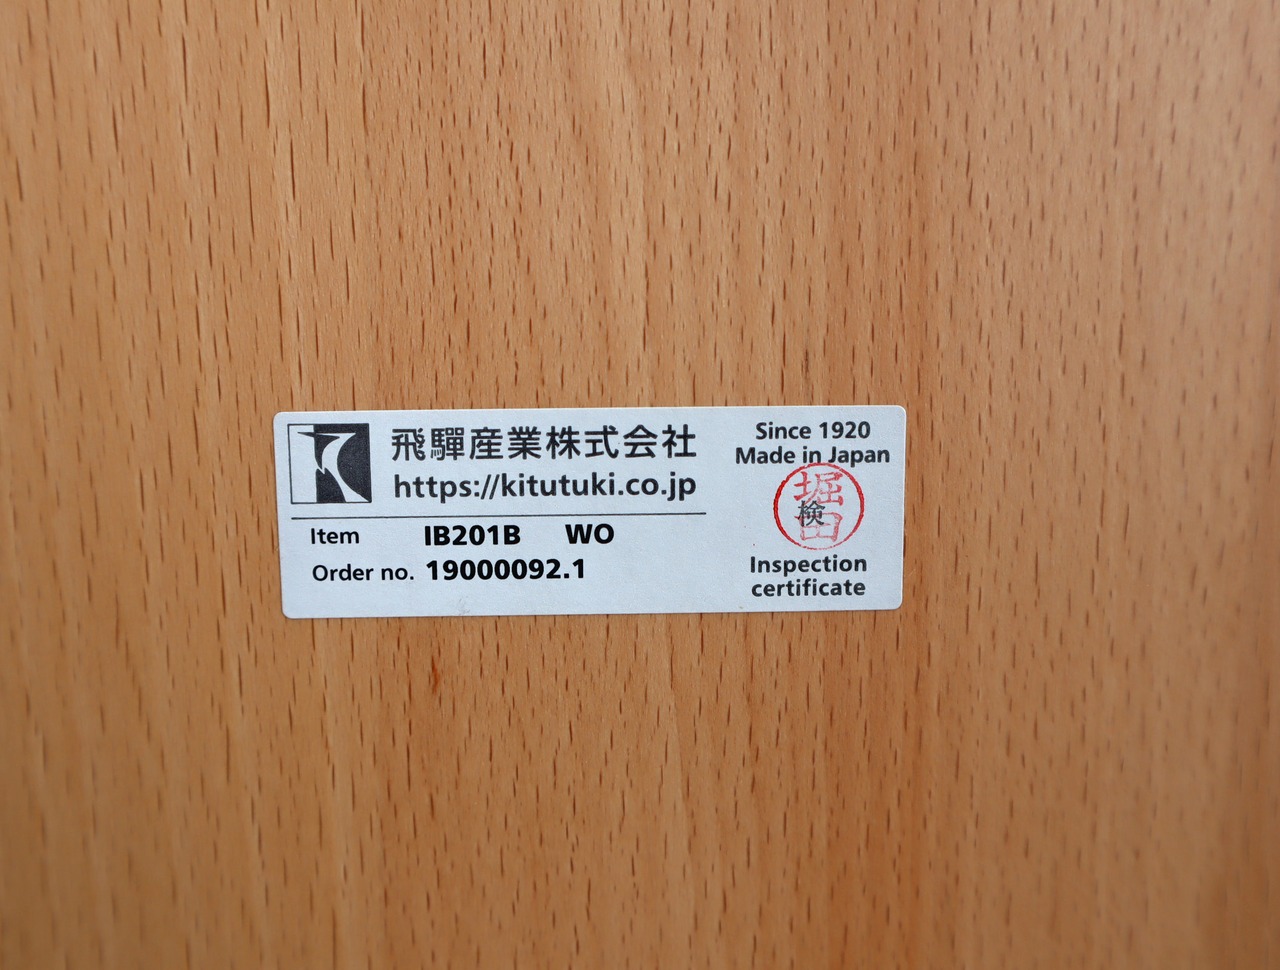 飛驒産業株式会社
https://kitutuki.co.jp
Item IB201B WO
Order no. 19000092.1
Since 1920
Made in Japan
堀田
検
Inspection
certificate